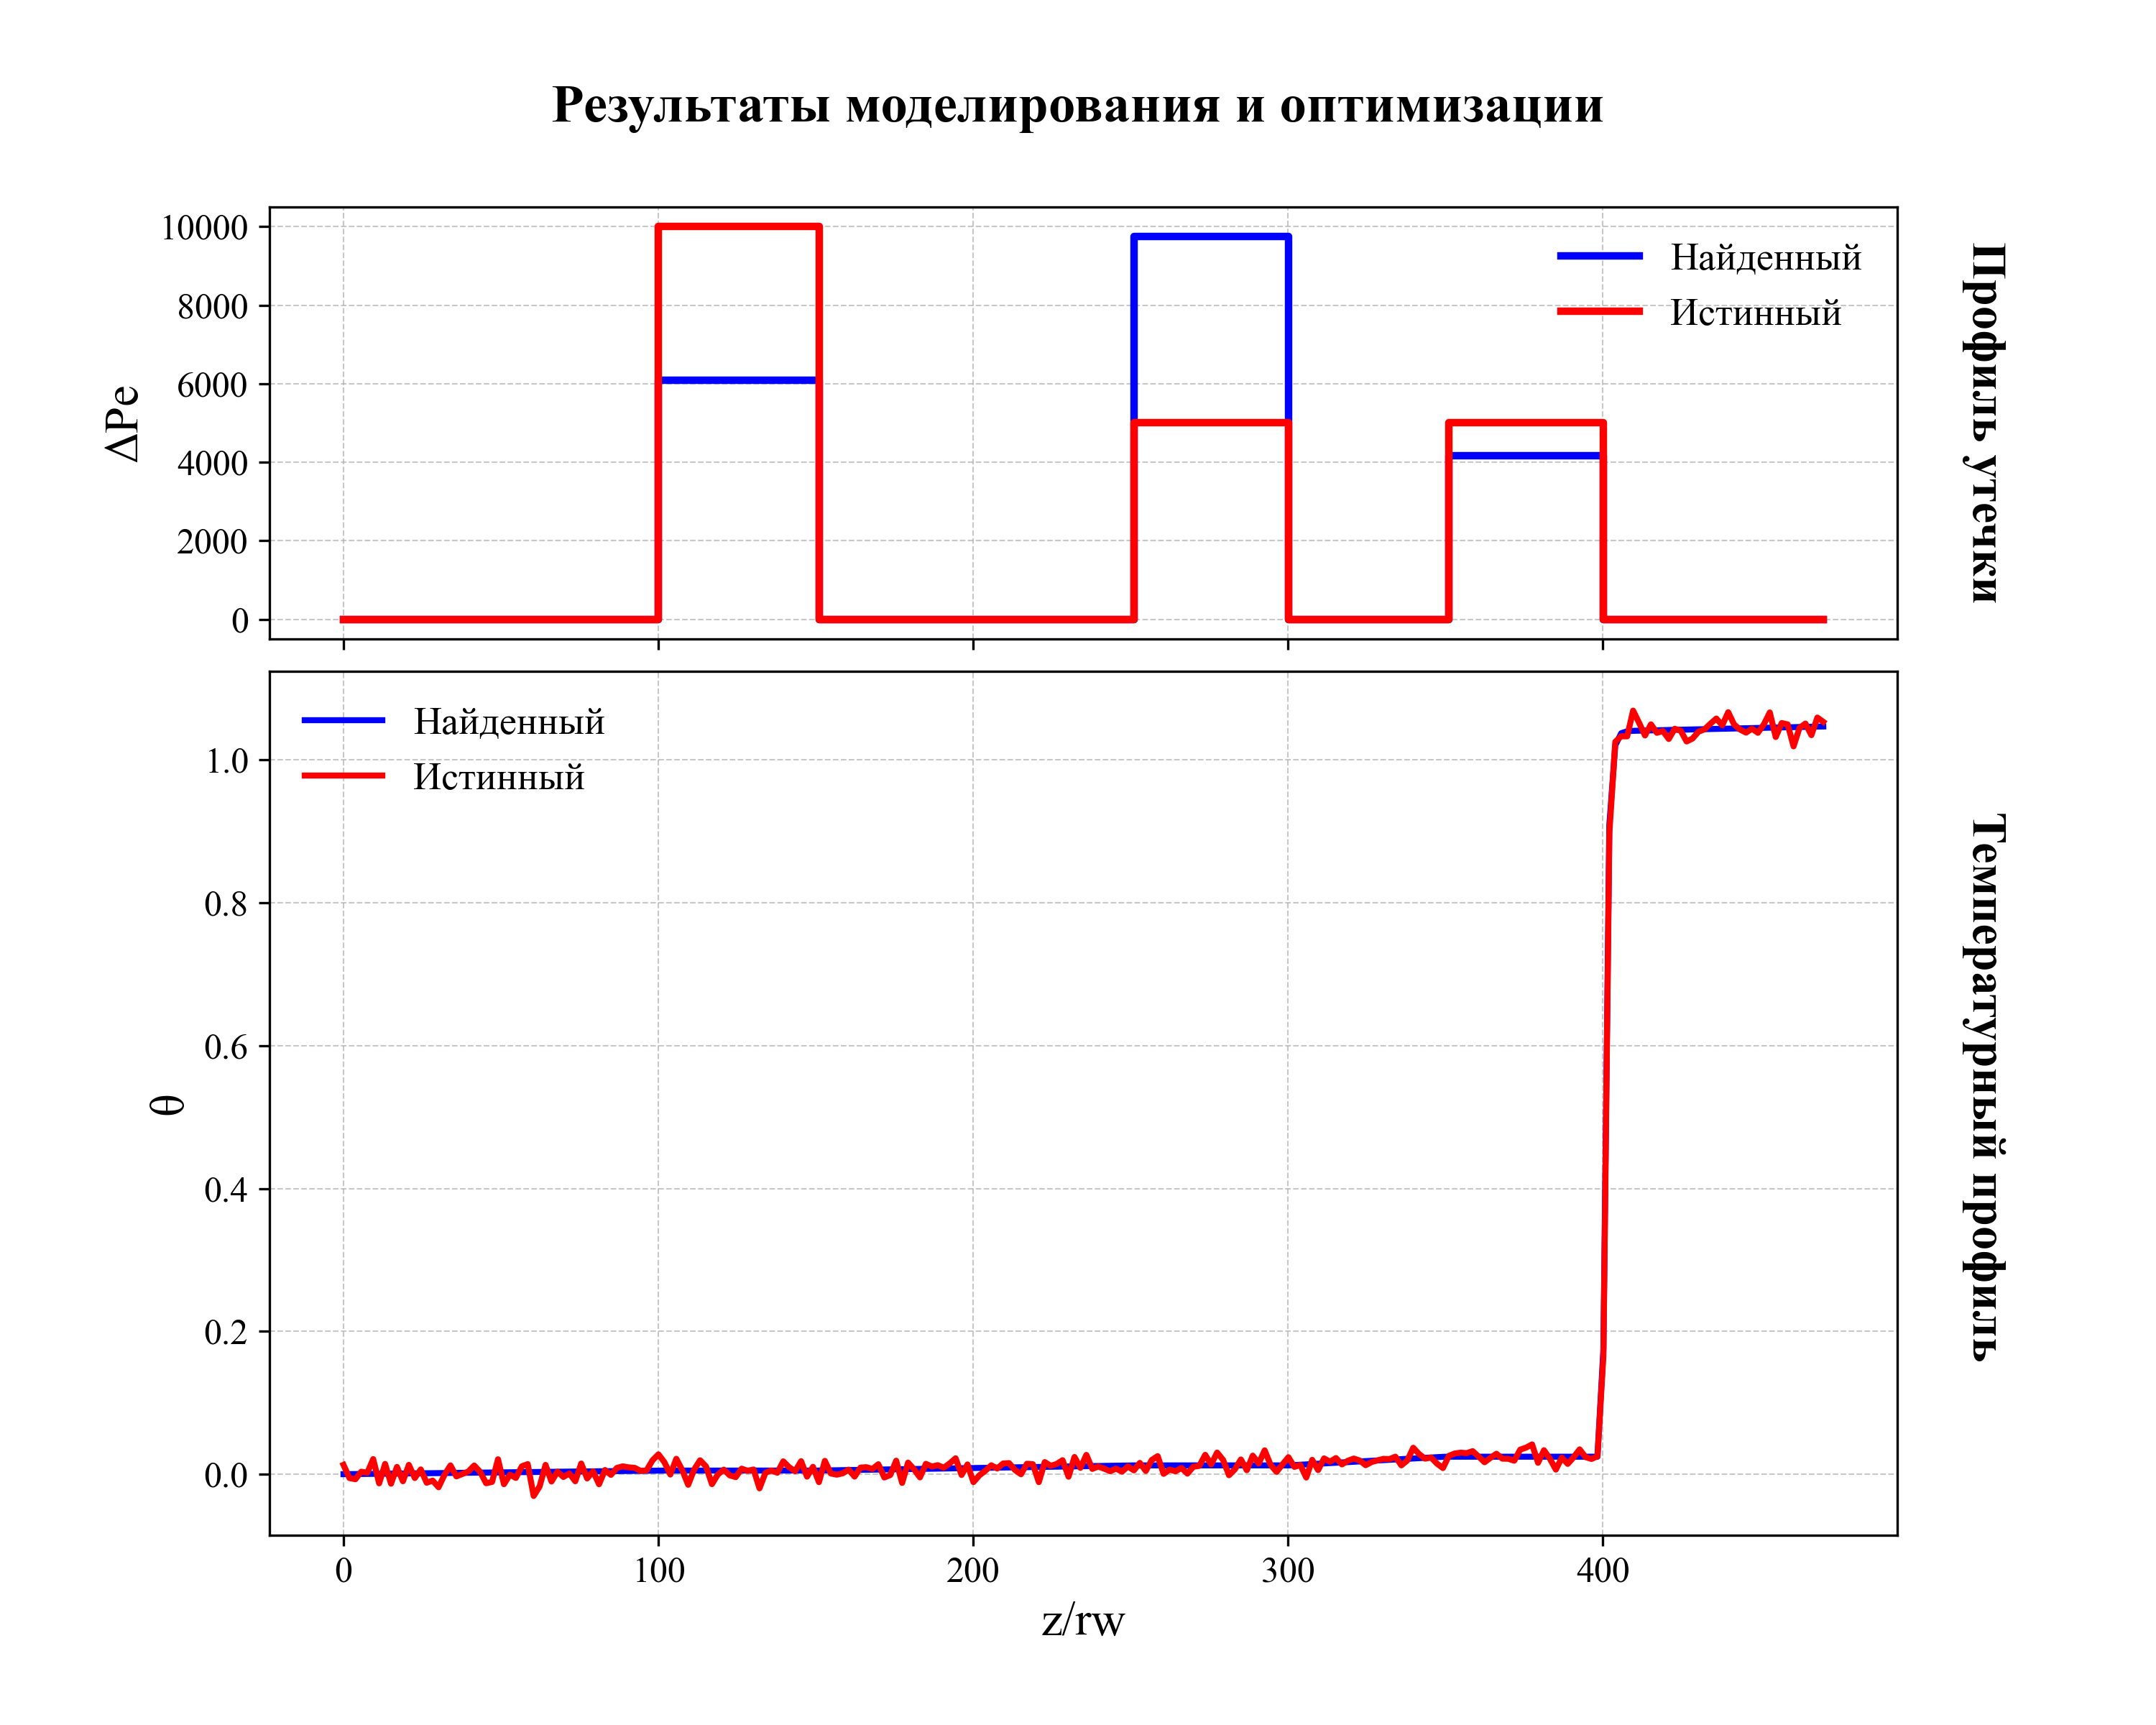 Результаты моделирования и оптимизации
10000
8000
6000
4000
2000
0
ΔPe
Найденный
Истинный
Профиль утечки
Найденный
Истинный
1.0
0.8
0.6
0.4
0.2
0.0
θ
Температурный профиль
0 100 200 300 400
z/rw